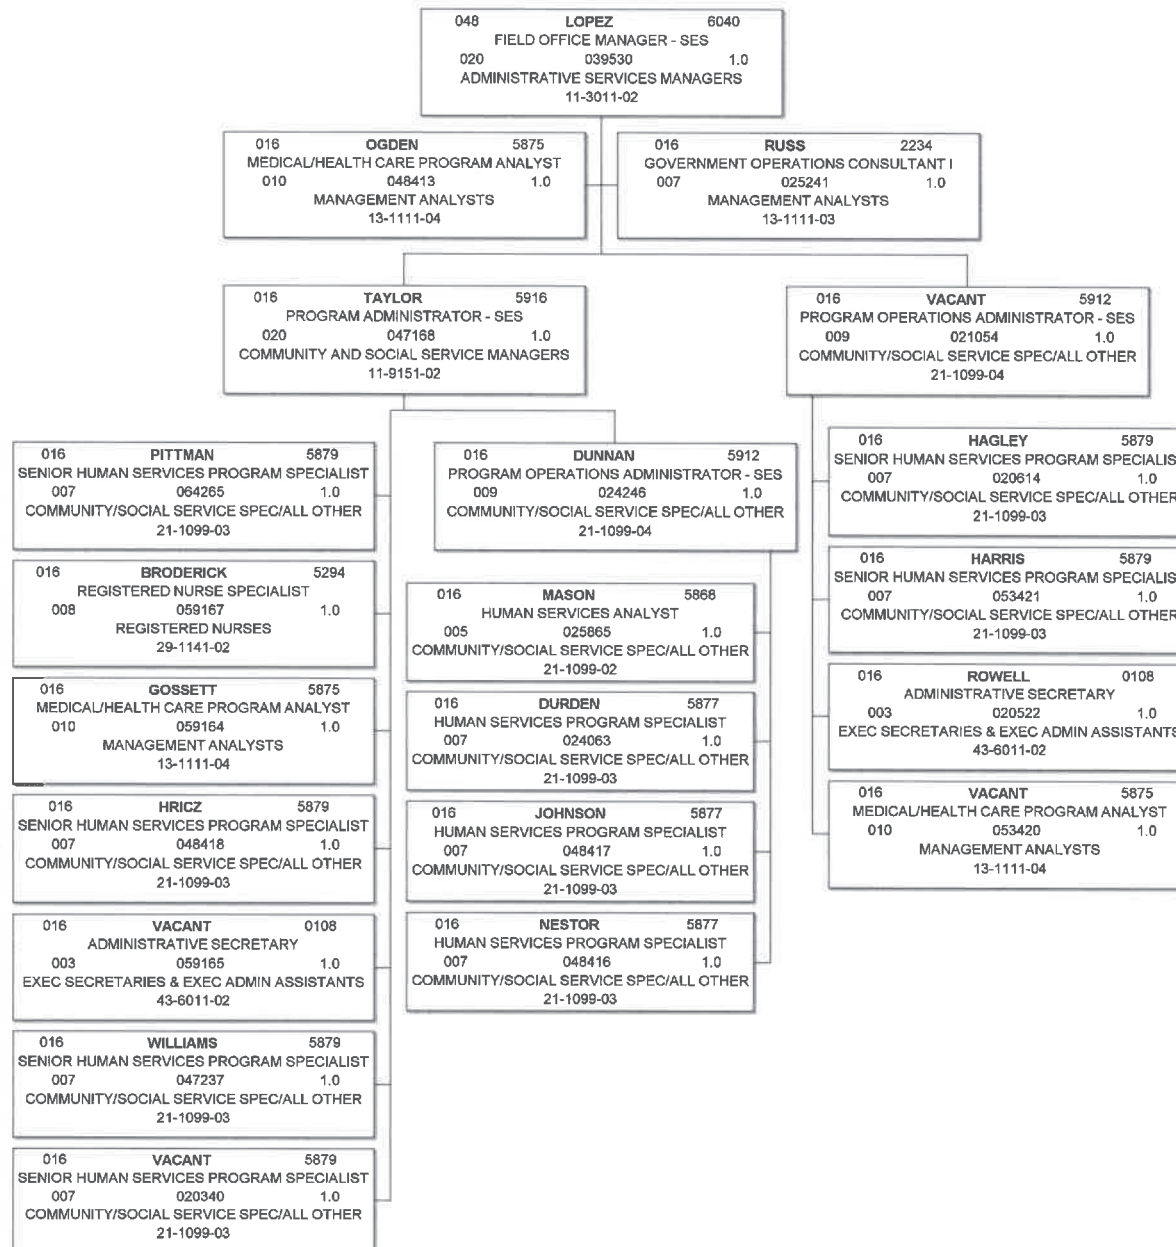 048 LOPEZ 6040
FIELD OFFICE MANAGER - SES
020 039530 1.0
ADMINISTRATIVE SERVICES MANAGERS
11-3011-02
016 OGDEN 5875
MEDICAL/HEALTH CARE PROGRAM ANALYST
010 048413 1.0
MANAGEMENT ANALYSTS
13-1111-04
016 RUSS 2234
GOVERNMENT OPERATIONS CONSULTANT I
007 025241 1.0
MANAGEMENT ANALYSTS
13-1111-03
016 TAYLOR 5916
PROGRAM ADMINISTRATOR - SES
020 047168 1.0
COMMUNITY AND SOCIAL SERVICE MANAGERS
11-9151-02
016 VACANT 5912
PROGRAM OPERATIONS ADMINISTRATOR - SES
009 021054 1.0
COMMUNITY/SOCIAL SERVICE SPEC/ALL OTHER
21-1099-04
016 PITTMAN 5879
SENIOR HUMAN SERVICES PROGRAM SPECIALIST
007 064265 1.0
COMMUNITY/SOCIAL SERVICE SPEC/ALL OTHER
21-1099-03
016 BRODERICK 5294
REGISTERED NURSE SPECIALIST
008 059167 1.0
REGISTERED NURSES
29-1141-02
016 GOSSETT 5875
MEDICAL/HEALTH CARE PROGRAM ANALYST
010 059164 1.0
MANAGEMENT ANALYSTS
13-1111-04
016 HRICZ 5879
SENIOR HUMAN SERVICES PROGRAM SPECIALIST
007 048418 1.0
COMMUNITY/SOCIAL SERVICE SPEC/ALL OTHER
21-1099-03
016 VACANT 0108
ADMINISTRATIVE SECRETARY
003 059165 1.0
EXEC SECRETARIES & EXEC ADMIN ASSISTANTS
43-6011-02
016 WILLIAMS 5879
SENIOR HUMAN SERVICES PROGRAM SPECIALIST
007 047237 1.0
COMMUNITY/SOCIAL SERVICE SPEC/ALL OTHER
21-1099-03
016 VACANT 5879
SENIOR HUMAN SERVICES PROGRAM SPECIALIST
007 020340 1.0
COMMUNITY/SOCIAL SERVICE SPEC/ALL OTHER
21-1099-03
016 DUNNAN 5912
PROGRAM OPERATIONS ADMINISTRATOR - SES
009 024246 1.0
COMMUNITY/SOCIAL SERVICE SPEC/ALL OTHER
21-1099-04
016 MASON 5868
HUMAN SERVICES ANALYST
005 025865 1.0
COMMUNITY/SOCIAL SERVICE SPEC/ALL OTHER
21-1099-02
016 DURDEN 5877
HUMAN SERVICES PROGRAM SPECIALIST
007 024063 1.0
COMMUNITY/SOCIAL SERVICE SPEC/ALL OTHER
21-1099-03
016 JOHNSON 5877
HUMAN SERVICES PROGRAM SPECIALIST
007 048417 1.0
COMMUNITY/SOCIAL SERVICE SPEC/ALL OTHER
21-1099-03
016 NESTOR 5877
HUMAN SERVICES PROGRAM SPECIALIST
007 048416 1.0
COMMUNITY/SOCIAL SERVICE SPEC/ALL OTHER
21-1099-03
016 HAGLEY 5879
SENIOR HUMAN SERVICES PROGRAM SPECIALIS
007 020614 1.0
COMMUNITY/SOCIAL SERVICE SPEC/ALL OTHER
21-1099-03
016 HARRIS 5879
SENIOR HUMAN SERVICES PROGRAM SPECIALIS
007 053421 1.0
COMMUNITY/SOCIAL SERVICE SPEC/ALL OTHER
21-1099-03
016 ROWELL 0108
ADMINISTRATIVE SECRETARY
003 020522 1.0
EXEC SECRETARIES & EXEC ADMIN ASSISTANTS
43-6011-02
016 VACANT 5875
MEDICAL/HEALTH CARE PROGRAM ANALYST
010 053420 1.0
MANAGEMENT ANALYSTS
13-1111-04